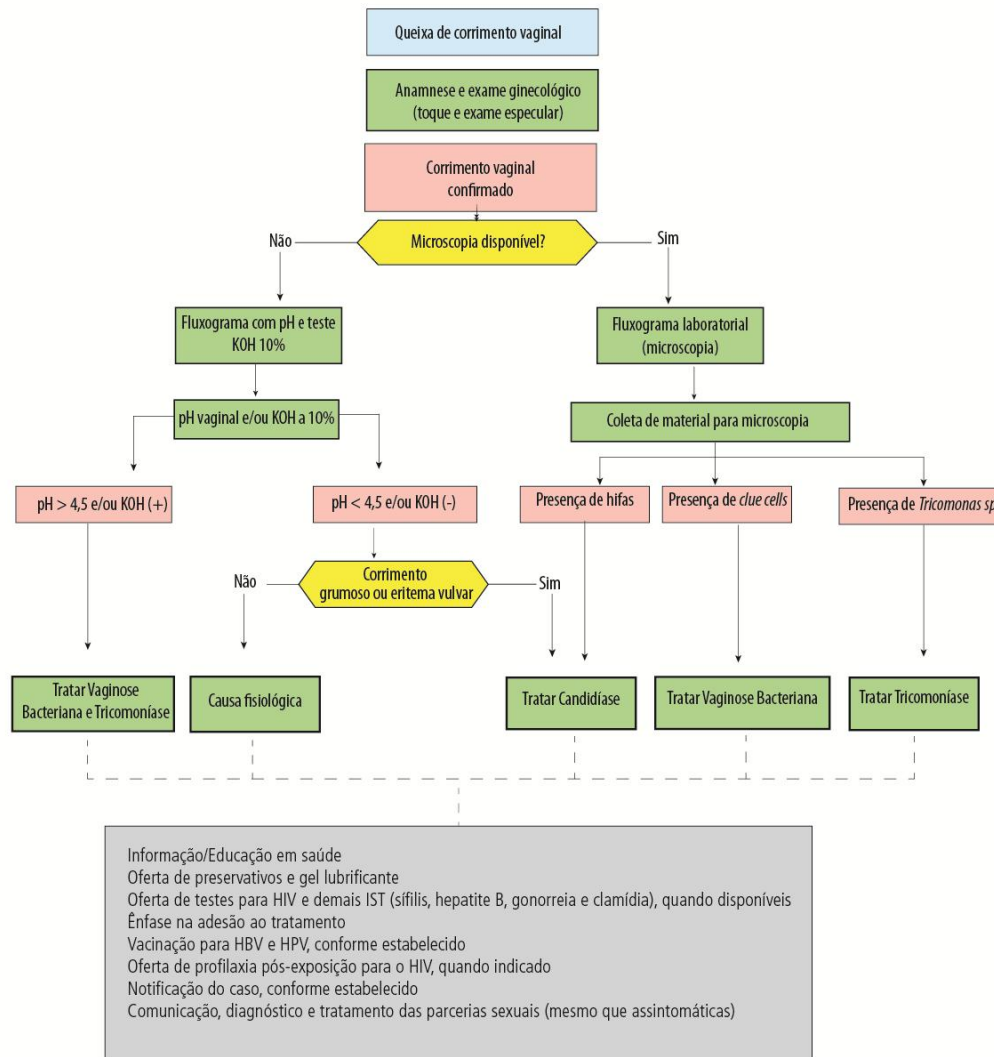 Queixa de corrimento vaginal
Anamnese e exame ginecológico
(toque e exame especular)
Corrimento vaginal
confirmado
Não
Microscopia disponível?
Sim
Fluxograma com pH e teste
KOH 10%
Fluxograma laboratorial
(microscopia)
pH vaginal e/ou KOH a 10%
Coleta de material para microscopia
pH > 4,5 e/ou KOH (+)
pH < 4,5 e/ou KOH (-)
Presença de hifas
Presença de clue cells
Presença de Tricomonas sp
Não
Corrimento
grumoso ou eritema vulvar
Sim
Tratar Vaginose
Bacteriana e Tricomoníase
Causa fisiológica
Tratar Candidíase
Tratar Vaginose Bacteriana
Tratar Tricomoníase
Informação/Educação em saúde
Oferta de preservativos e gel lubrificante
Oferta de testes para HIV e demais IST (sífilis, hepatite B, gonorreia e clamídia), quando disponíveis
Ênfase na adesão ao tratamento
Vacinação para HBV e HPV, conforme estabelecido
Oferta de profilaxia pós-exposição para o HIV, quando indicado
Notificação do caso, conforme estabelecido
Comunicação, diagnóstico e tratamento das parcerias sexuais (mesmo que assintomáticas)